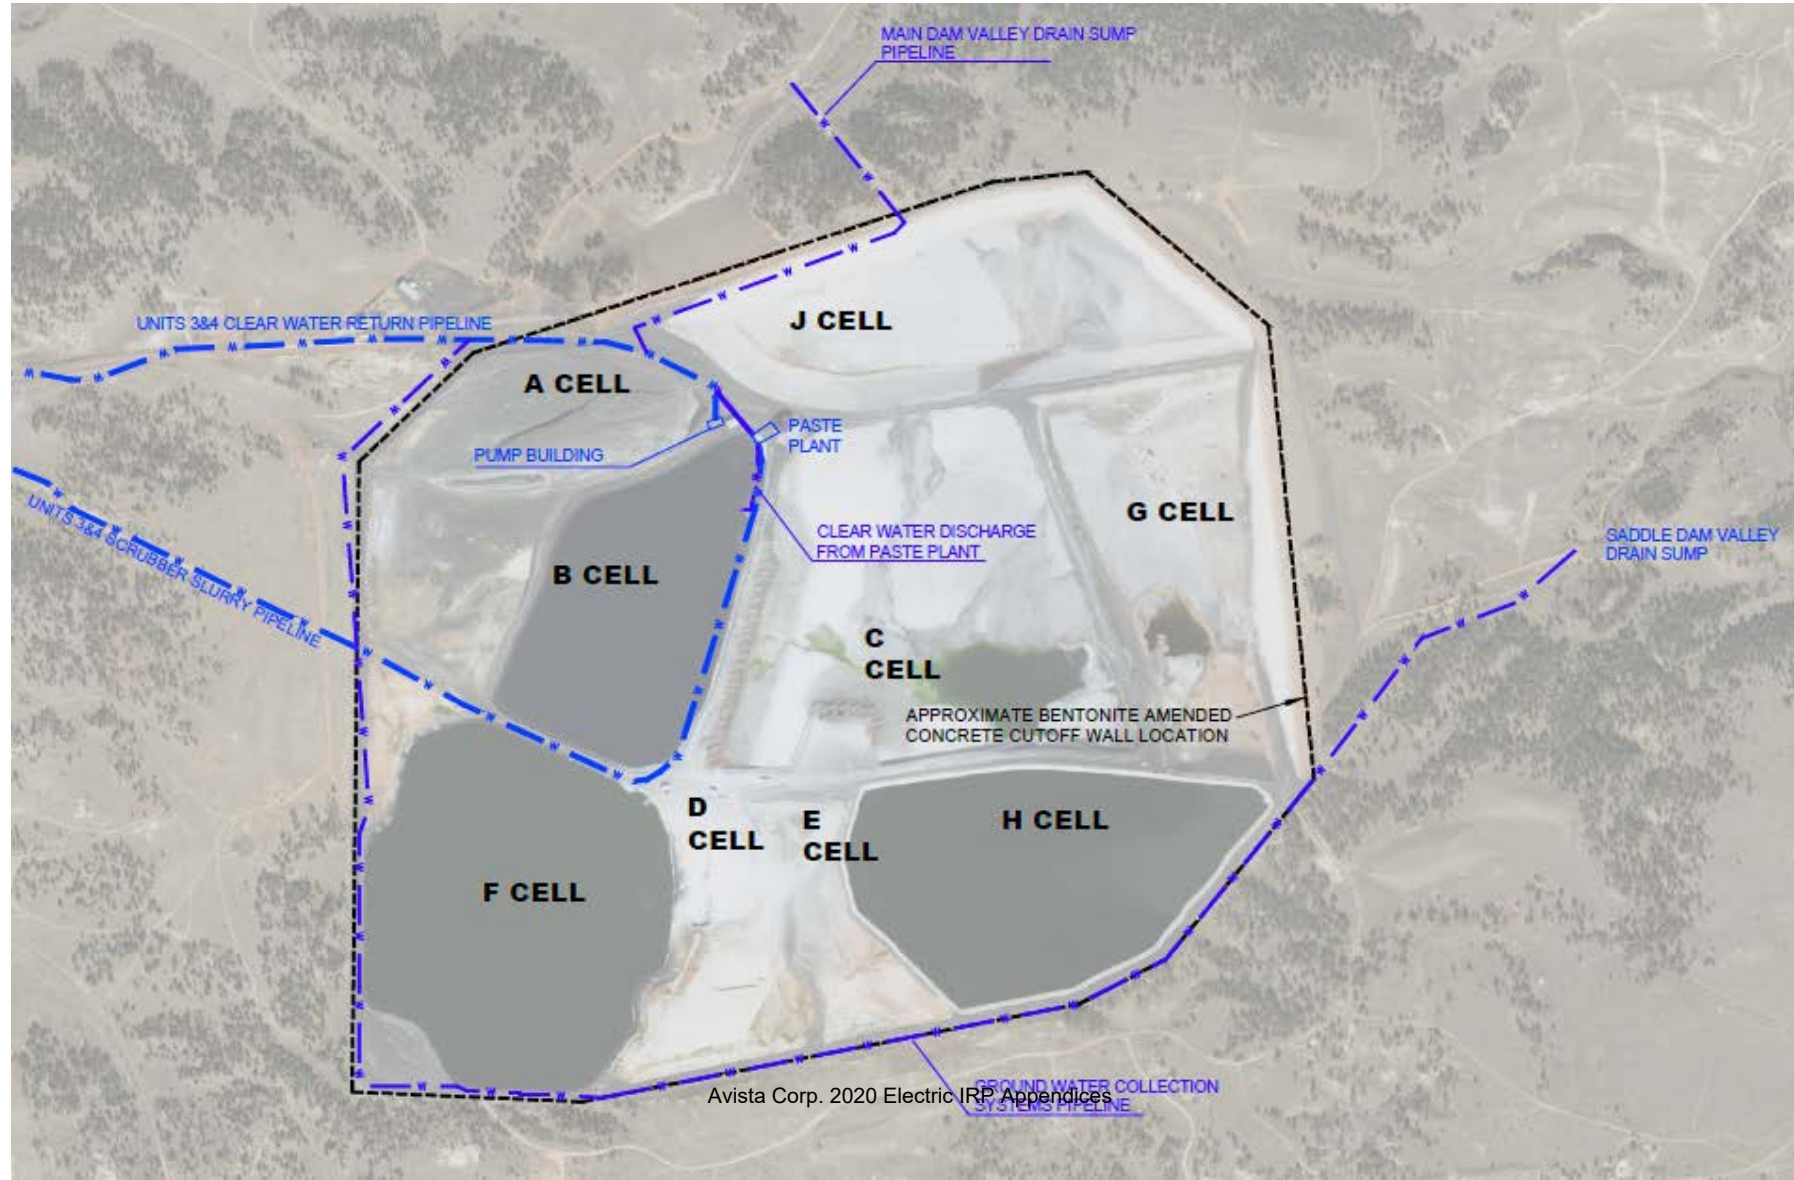 MAIN DAM VALLEY DRAIN SUMP
PIPELINE
UNITS 3&4 CLEAR WATER RETURN PIPELINE
J CELL
A CELL
PUMP BUILDING
PASTE
PLANT
UNITS 3&4 SCRUBBER SLURRY PIPELINE
G CELL
CLEAR WATER DISCHARGE
FROM PASTE PLANT
SADDLE DAM VALLEY
DRAIN SUMP
B CELL
C
CELL
APPROXIMATE BENTONITE AMENDED
CONCRETE CUTOFF WALL LOCATION
D
CELL
E
CELL
H CELL
F CELL
GROUND WATER COLLECTION
SYSTEMS PIPELINE
Avista Corp. 2020 Electric IRP Appendices